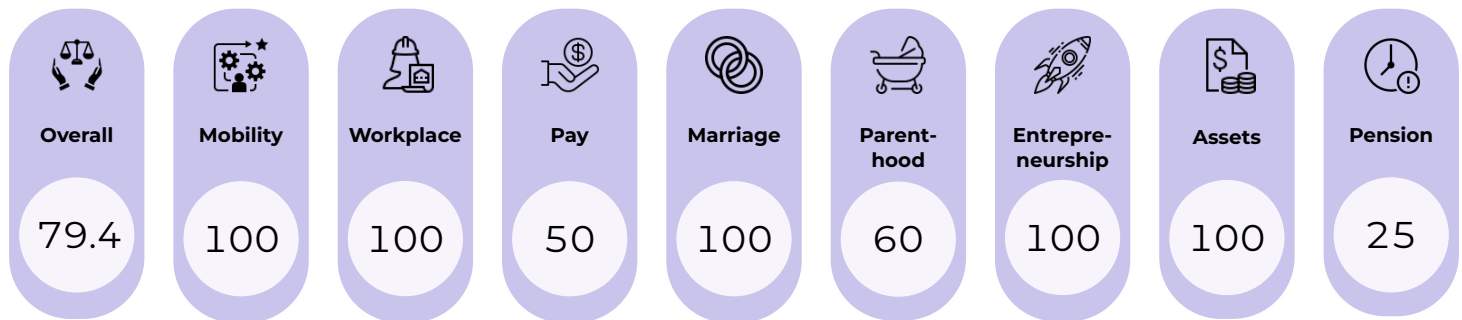 Overall
79.4
Mobility
100
Workplace
100
Pay
50
Marriage
100
Parent-
hood
60
Entrepre-
neurship
100
$
Assets
100
Pension
25